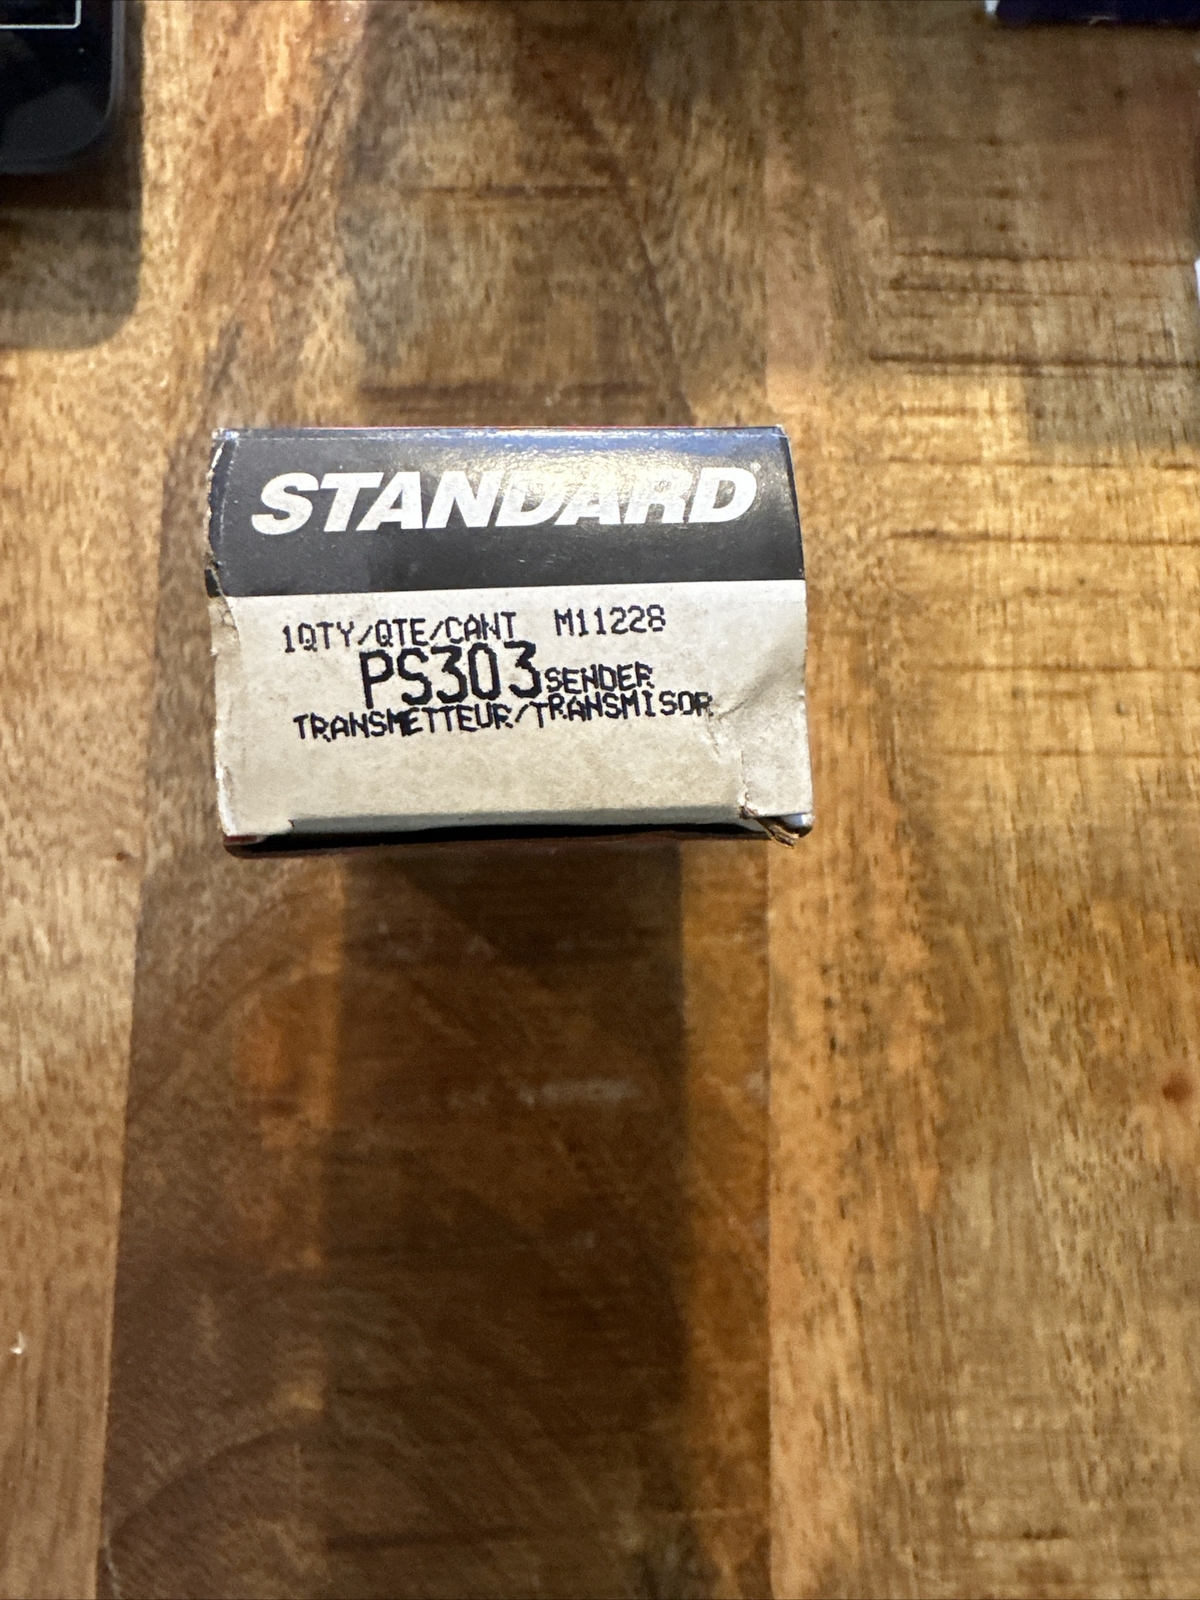 STANDARD
1QTY/QTE/CANT M11228
PS303 SENDER
TRANSMETTEUR/TRANSMISOR